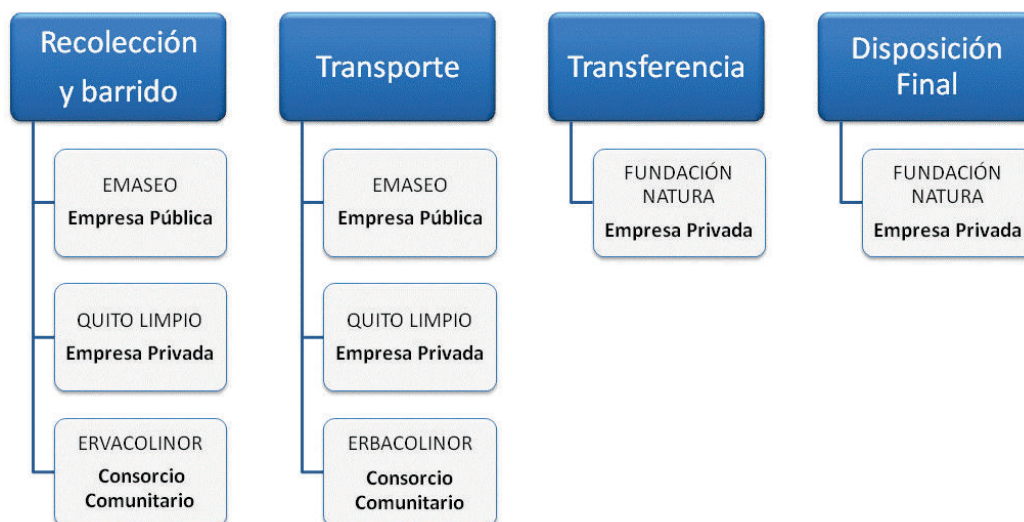 Recolección
y barrido
EMASEO
Empresa Pública
QUITO LIMPIO
Empresa Privada
ERVACOLINOR
Consorcio
Comunitario
Transporte
EMASEO
Empresa Pública
QUITO LIMPIO
Empresa Privada
ERBACOLINOR
Consorcio
Comunitario
Transferencia
FUNDACIÓN
NATURA
Empresa Privada
Disposición
Final
FUNDACIÓN
NATURA
Empresa Privada